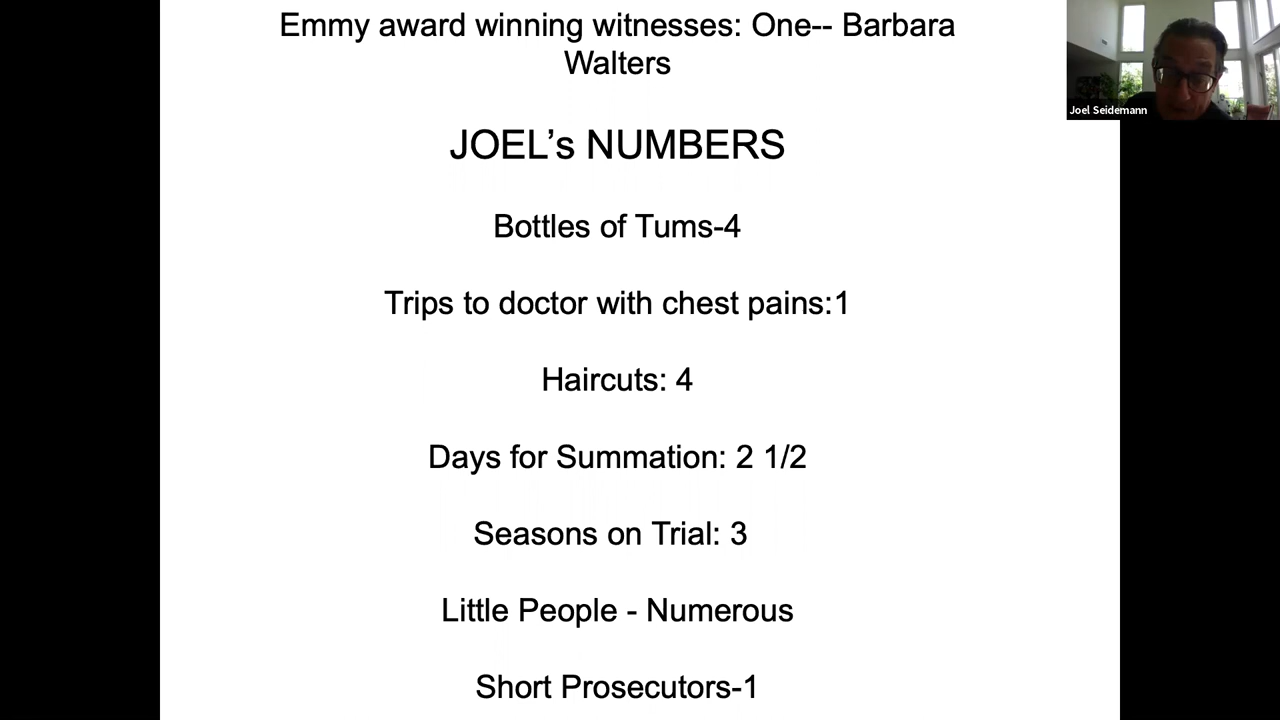 Emmy award winning witnesses: One-- Barbara
Walters
Joel Seidemann
JOEL’s NUMBERS
Bottles of Tums-4
Trips to doctor with chest pains:1
Haircuts: 4
Days for Summation: 2 1/2
Seasons on Trial: 3
Little People - Numerous
Short Prosecutors-1